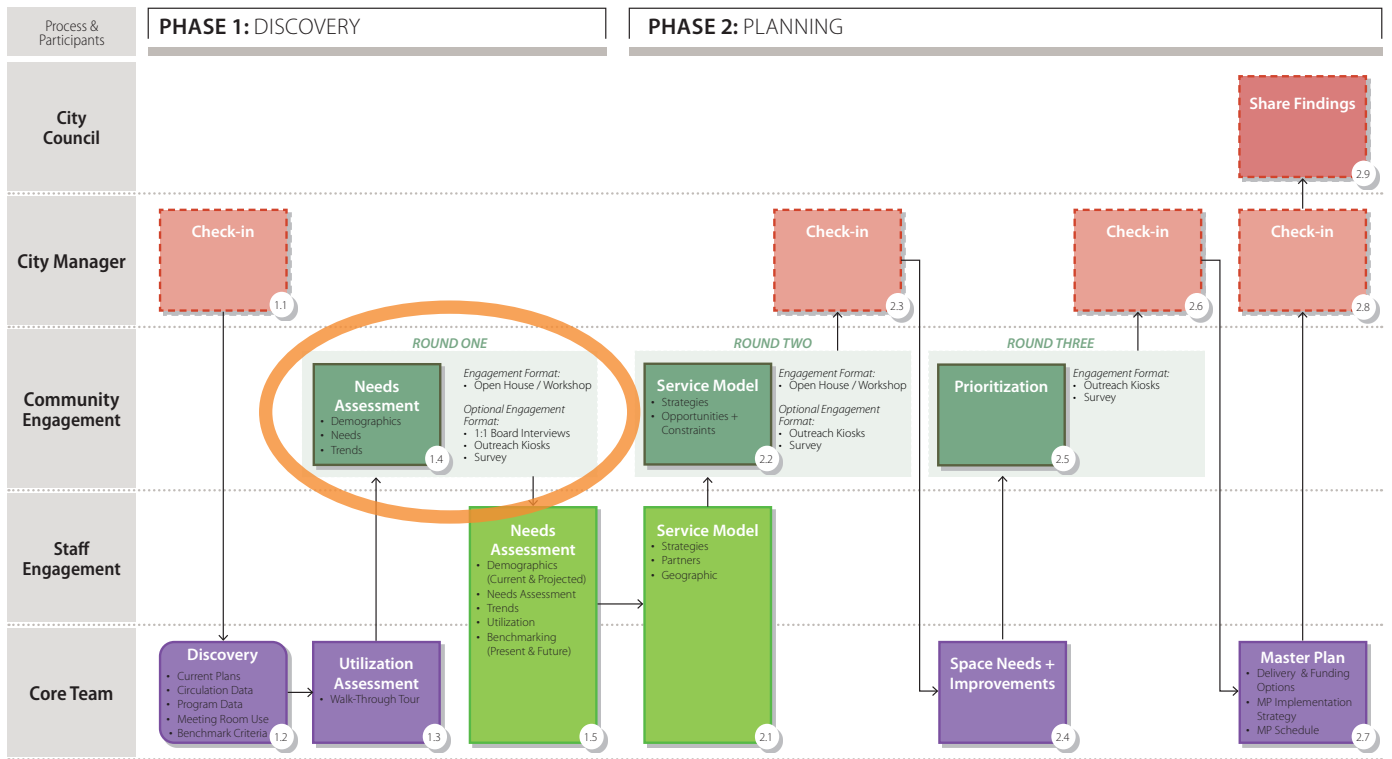 Process &
Participants
PHASE 1: DISCOVERY
PHASE 2: PLANNING
City
Council
Share Findings
2.9
City Manager
Check-in
1.1
Check-in
2.3
Check-in
2.6
Check-in
2.8
Community
Engagement
ROUND ONE
Needs
Assessment
• Demographics
• Needs
• Trends
1.4
Engagement Format:
• Open House / Workshop
Optional Engagement
Format:
• 1:1 Board Interviews
• Outreach Kiosks
• Survey
ROUND TWO
Service Model
• Strategies
• Opportunities +
Constraints
2.2
Engagement Format:
• Open House / Workshop
Optional Engagement
Format:
• Outreach Kiosks
• Survey
ROUND THREE
Prioritization
2.5
Engagement Format:
• Outreach Kiosks
• Survey
Staff
Engagement
Needs
Assessment
• Demographics
(Current & Projected)
• Needs Assessment
• Trends
• Utilization
• Benchmarking
(Present & Future)
1.5
Service Model
• Strategies
• Partners
• Geographic
2.1
Core Team
Discovery
• Current Plans
• Circulation Data
• Program Data
• Meeting Room Use
• Benchmark Criteria
1.2
Utilization
Assessment
• Walk-Through Tour
1.3
Space Needs +
Improvements
2.4
Master Plan
• Delivery & Funding
Options
• MP Implementation
Strategy
• MP Schedule
2.7